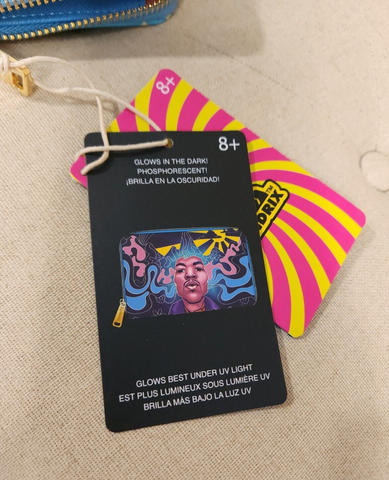 8+
8+
GLOWS IN THE DARK!
PHOSPHORESCENT!
¡BRILLA EN LA OSCURIDAD!
DRIX
GLOWS BEST UNDER UV LIGHT
EST PLUS LUMINEUX SOUS LUMIÈRE UV
BRILLA MÁS BAJO LA LUZ UV